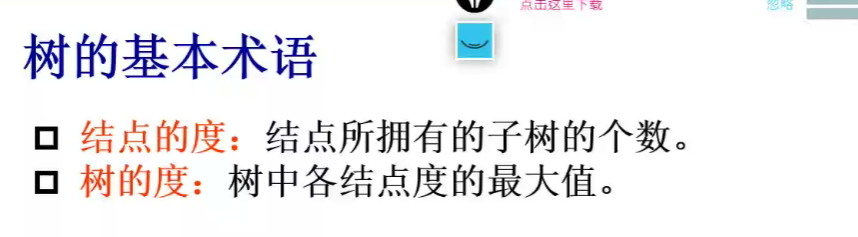 点击这里下载
忽略
树的基本术语
结点的度：结点所拥有的子树的个数。
树的度：树中各结点度的最大值。